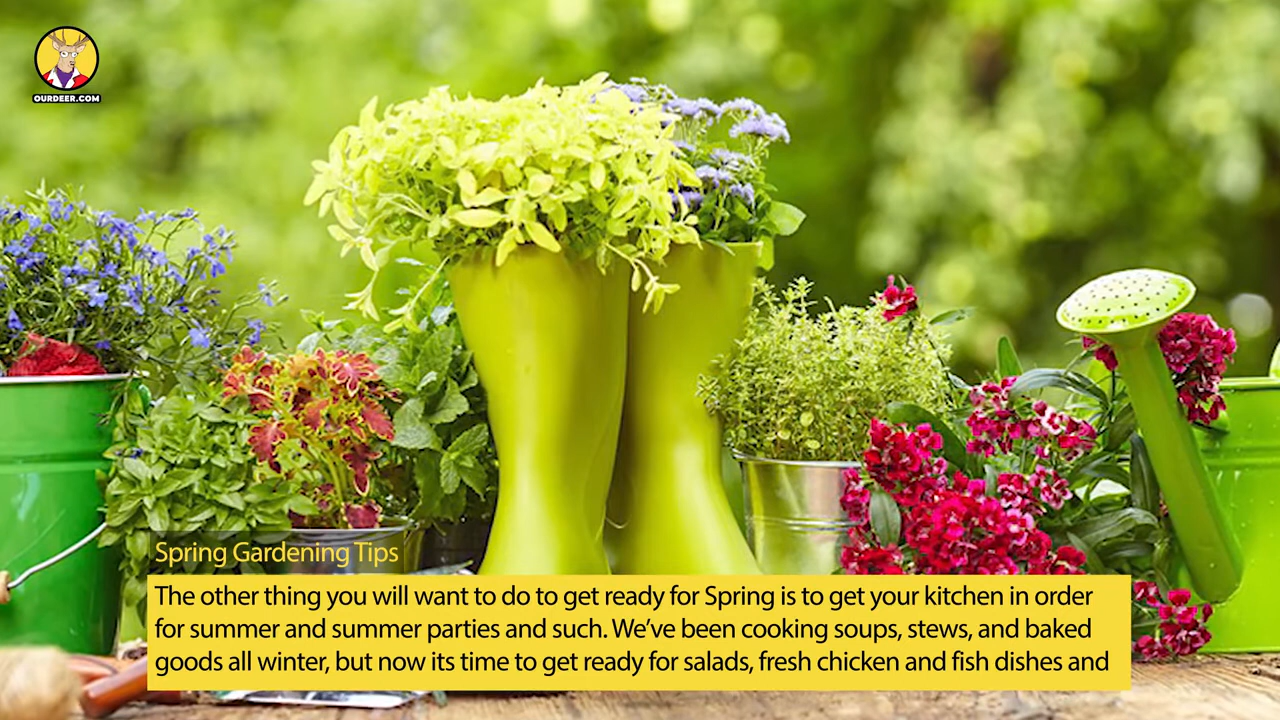 OURDEER.COM
Spring Gardening Tips
The other thing you will want to do to get ready for Spring is to get your kitchen in order
for summer and summer parties and such. We’ve been cooking soups, stews, and baked
goods all winter, but now its time to get ready for salads, fresh chicken and fish dishes and